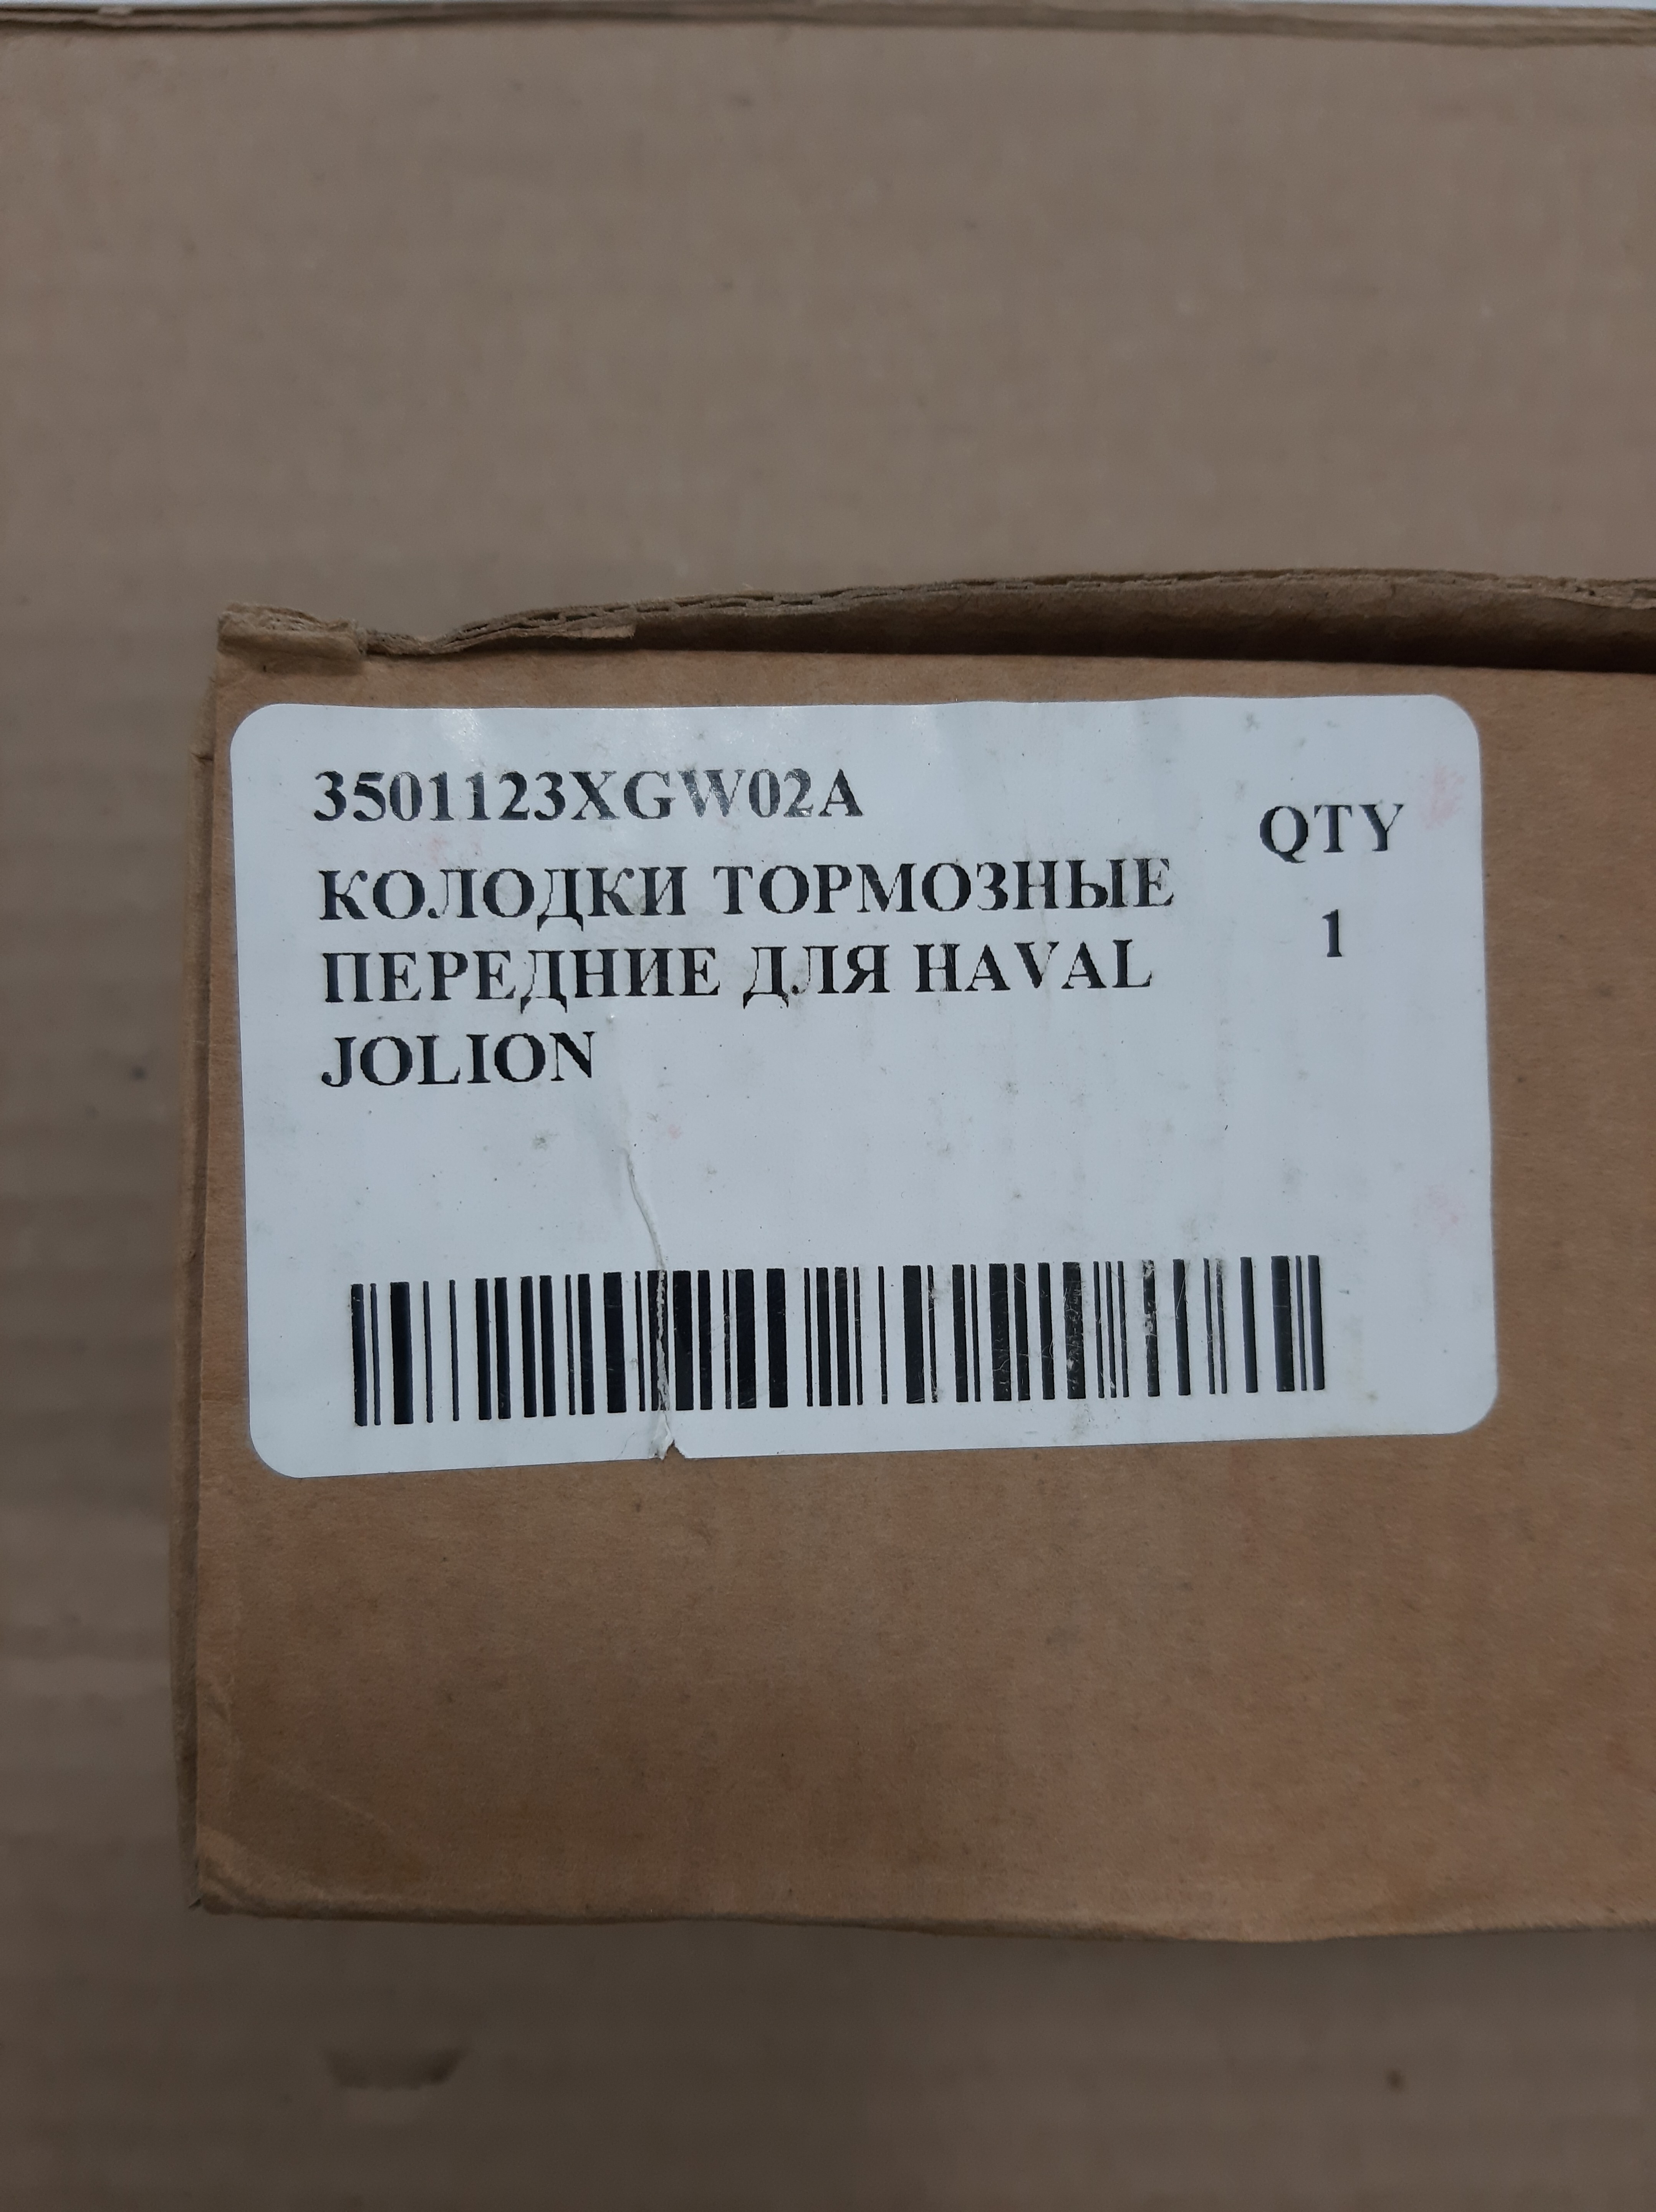 3501123XGW02A
QTY
КОЛОДКИ ТОРМОЗНЫЕ
1
ПЕРЕДНИЕ ДЛЯ HAVAL
JOLION